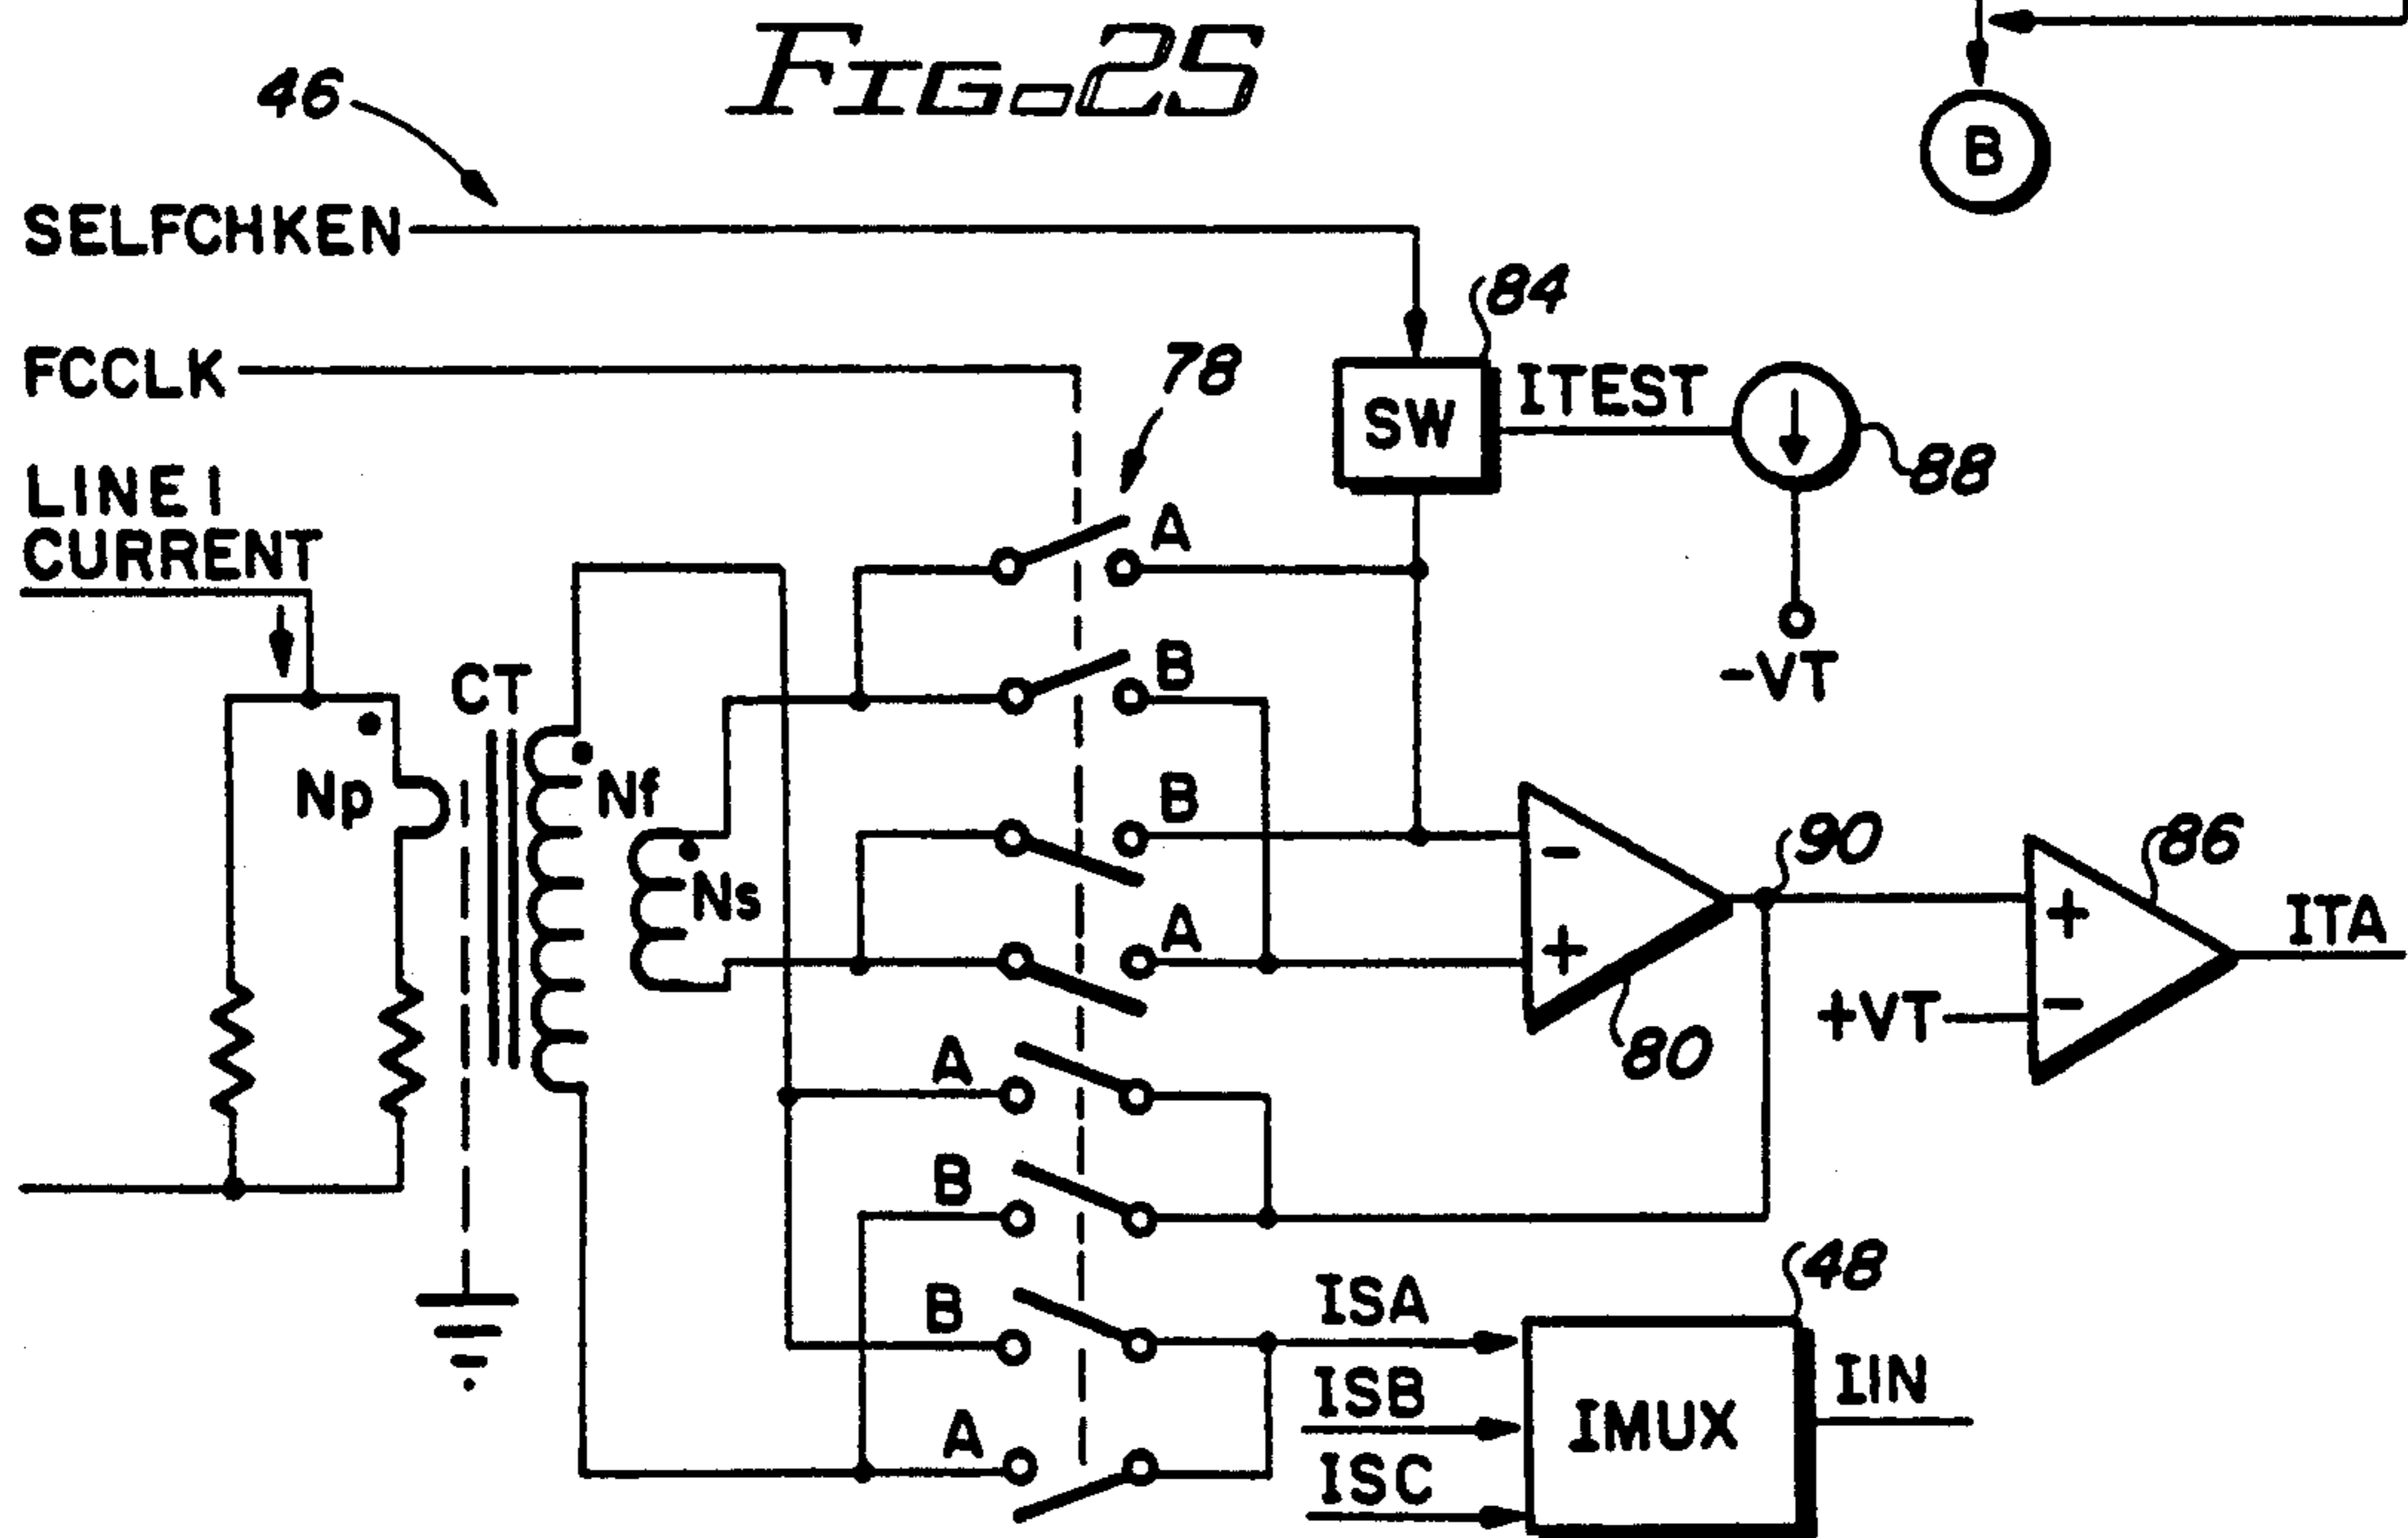 FIG. 25
B
46
SELFCHKEN
84
FCCLK
78
SW
ITEST
88
LINE 1
CURRENT
A
-VT
CT
B
Np
Nf
B
-
90
86
Ns
A
+
+
ITA
80
+VT
-
A
B
48
B
ISA
ISB
IMUX
IIN
A
ISC